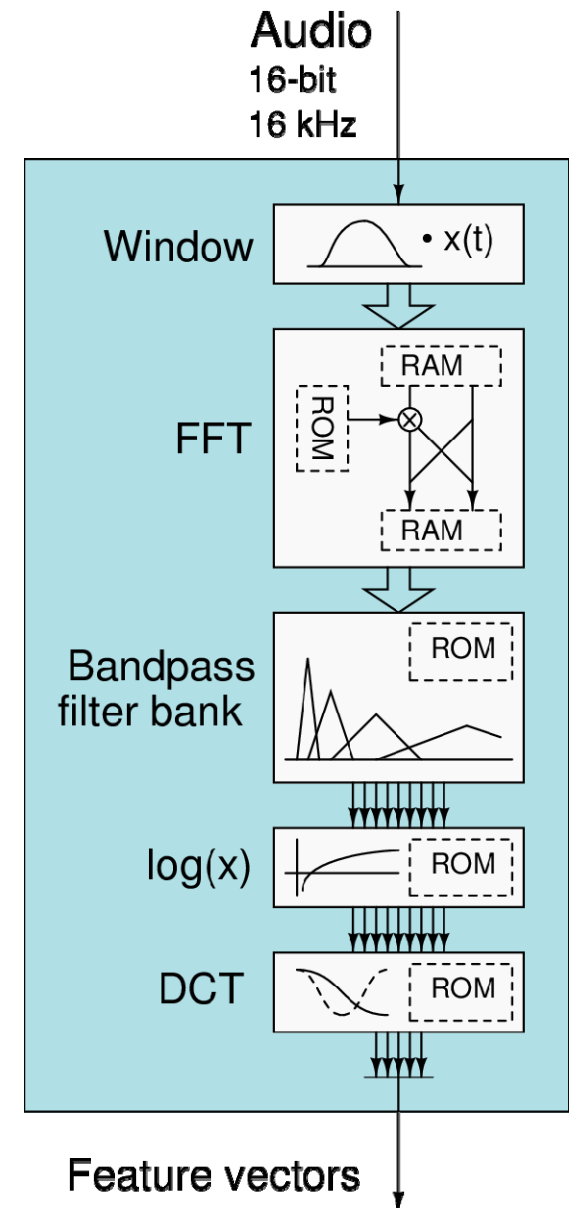 Audio
16-bit
16 kHz
Window
• x(t)
RAM
ROM
FFT
RAM
Bandpass
filter bank
ROM
log(x)
ROM
DCT
ROM
Feature vectors